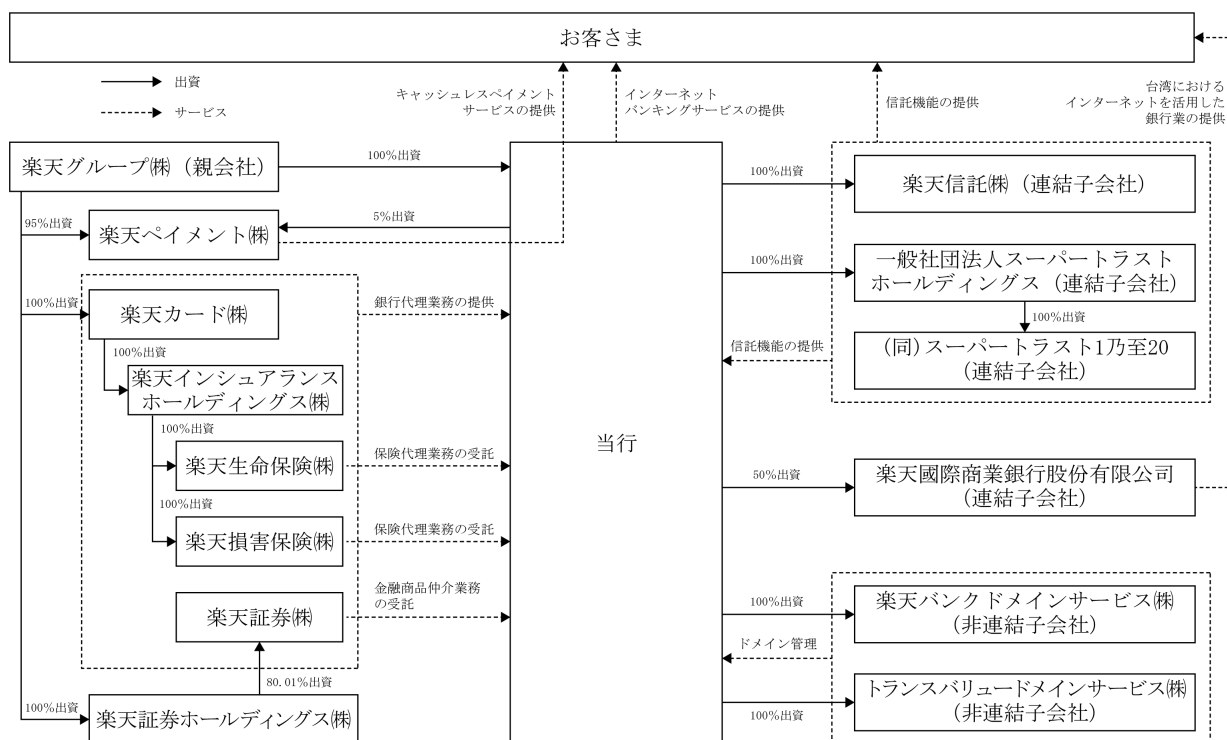 お客さま
出資
サービス
キャッシュレスペイメント
サービスの提供
インターネット
バンキングサービスの提供
信託機能の提供
台湾における
インターネットを活用した
銀行業の提供
楽天グループ㈱（親会社）
100%出資
95%出資
楽天ペイメント㈱
5%出資
100%出資
楽天カード㈱
銀行代理業務の提供
100%出資
楽天インシュアランス
ホールディングス㈱
100%出資
楽天生命保険㈱
保険代理業務の受託
100%出資
楽天損害保険㈱
保険代理業務の受託
楽天証券㈱
金融商品仲介業務
の受託
80.01%出資
100%出資
楽天証券ホールディングス㈱
当行
100%出資
楽天信託㈱（連結子会社）
100%出資
一般社団法人スーパートラスト
ホールディングス（連結子会社）
100%出資
信託機能の提供
(同)スーパートラスト1乃至20
（連結子会社）
50%出資
楽天國際商業銀行股份有限公司
（連結子会社）
100%出資
楽天バンクドメインサービス㈱
（非連結子会社）
ドメイン管理
100%出資
トランスバリュードメインサービス㈱
（非連結子会社）